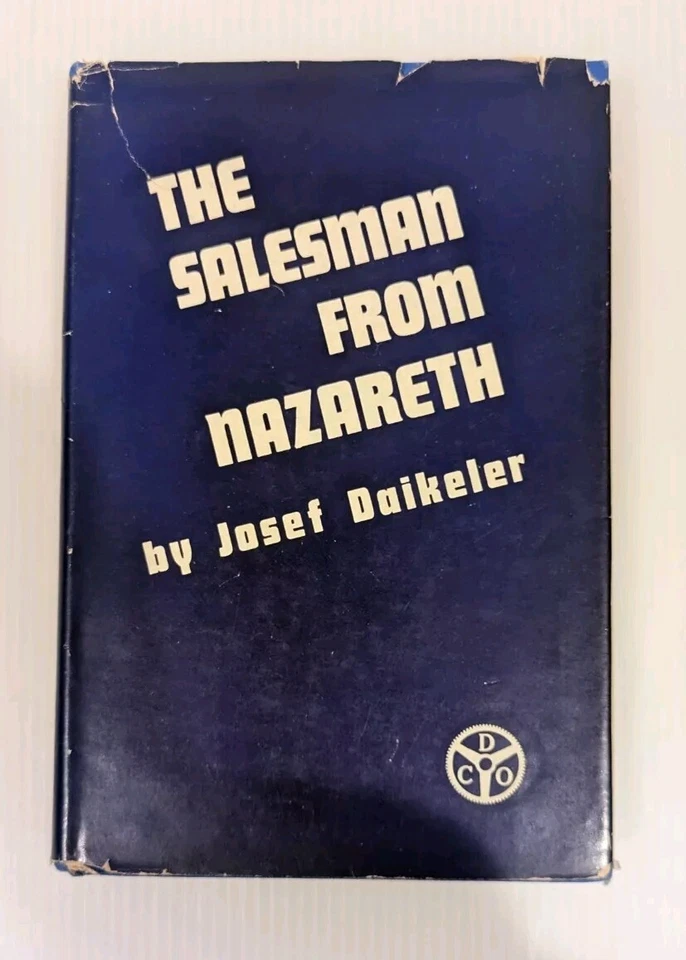 THE
SALESMAN
FROM
NAZARETH
by Josef Daikeler
D
C O